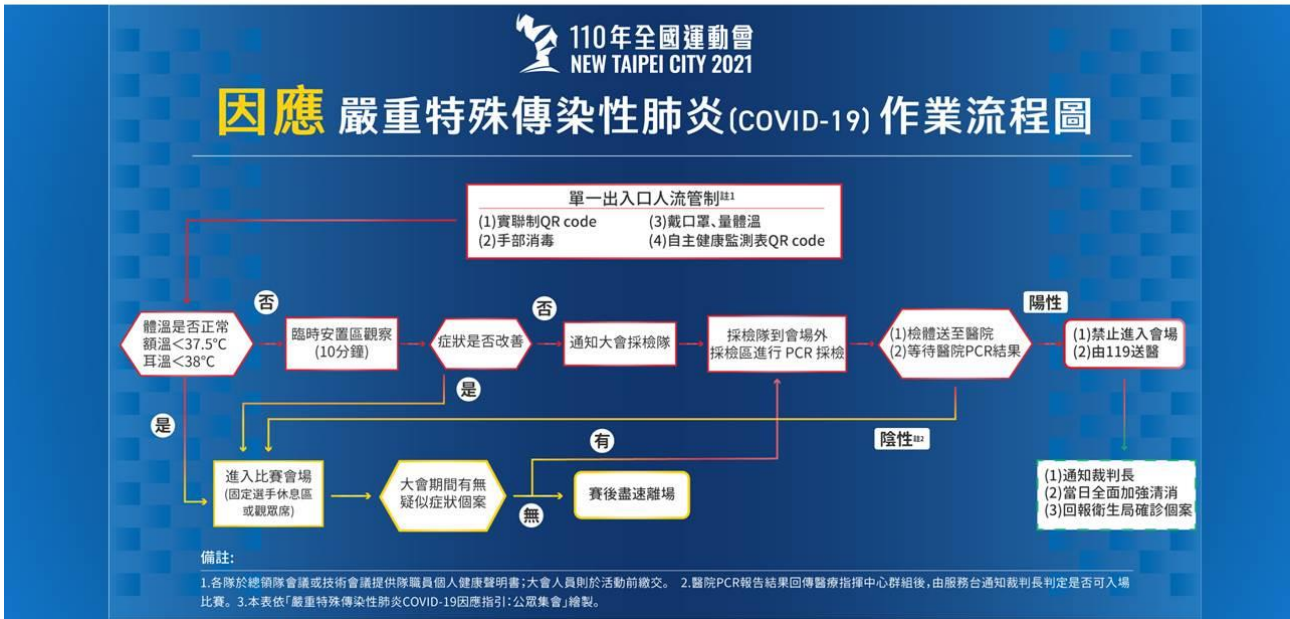 110年全國運動會
NEW TAIPEI CITY 2021
因應 嚴重特殊傳染性肺炎(COVID-19) 作業流程圖
單一出入口人流管制註1
(1)實聯制QR code
(3)戴口罩、量體溫
(2)手部消毒
(4)自主健康監測表QR code
體溫是否正常
額溫<37.5℃
耳溫<38℃
否
臨時安置區觀察
(10分鐘)
症狀是否改善
否
通知大會採檢隊
採檢隊到會場外
採檢區進行 PCR 採檢
(1)檢體送至醫院
(2)等待醫院PCR結果
陽性
(1)禁止進入會場
(2)由119送醫
是
是
陰性註2
進入比賽會場
(固定選手休息區
或觀眾席)
大會期間有無
疑似症狀個案
有
無
賽後盡速離場
(1)通知裁判長
(2)當日全面加強清消
(3)回報衛生局確診個案
備註:
1.各隊於總領隊會議或技術會議提供隊職員個人健康聲明書;大會人員則於活動前繳交。 2.醫院PCR報告結果回傳醫療指揮中心群組後,由服務台通知裁判長判定是否可入場
比賽。3.本表依「嚴重特殊傳染性肺炎COVID-19因應指引:公眾集會」繪製。